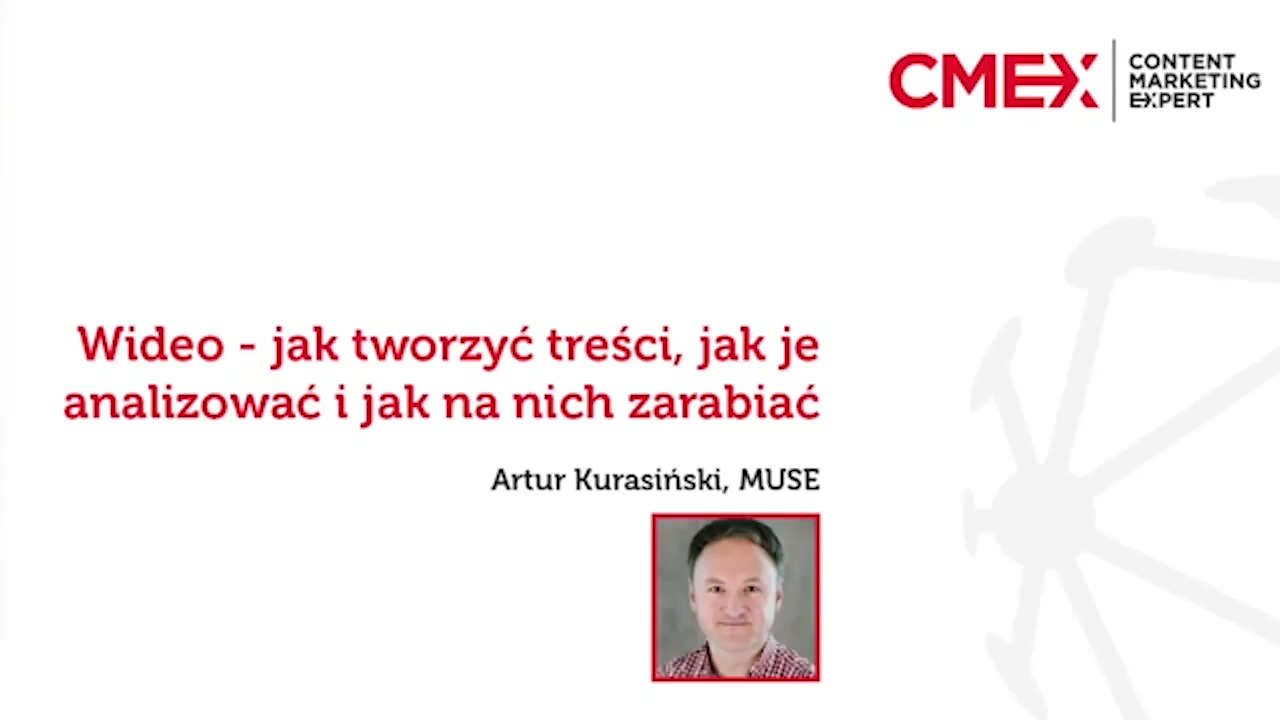 CMEX
CONTENT
MARKETING
EXPERT
Wideo - jak tworzyć treści, jak je
analizować i jak na nich zarabiać
Artur Kurasiński, MUSE